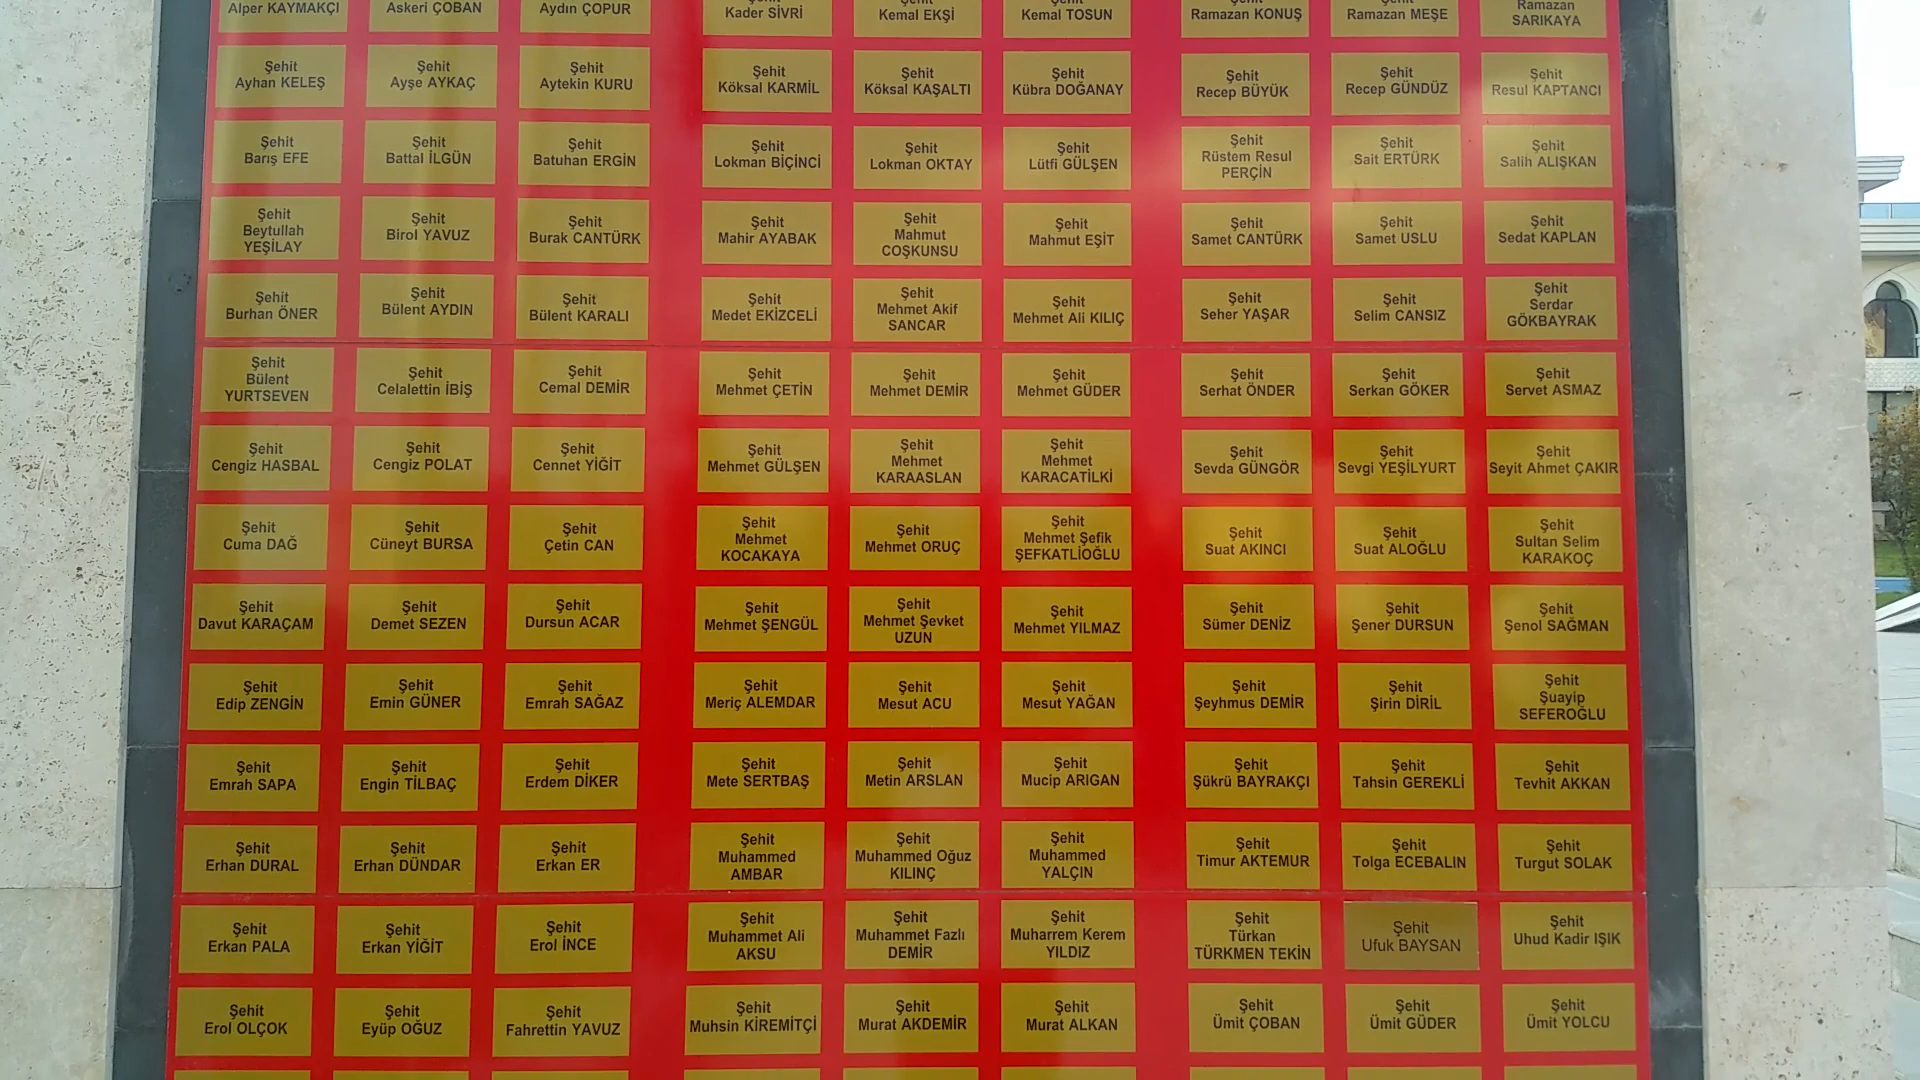 Alper KAYMAKÇI
Askeri ÇOBAN
Aydın ÇOPUR
Kader SİVRİ
Kemal EKŞİ
Kemal TOSUN
Ramazan KONUŞ
Ramazan MEŞE
Ramazan
SARIKAYA
Şehit
Ayhan KELEŞ
Şehit
Ayşe AYKAÇ
Şehit
Aytekin KURU
Şehit
Köksal KARMİL
Şehit
Köksal KAŞALTI
Şehit
Kübra DOĞANAY
Şehit
Recep BÜYÜK
Şehit
Recep GÜNDÜZ
Şehit
Resul KAPTANCI
Şehit
Barış EFE
Şehit
Battal İLGÜN
Şehit
Batuhan ERGİN
Şehit
Lokman BİÇİNCİ
Şehit
Lokman OKTAY
Şehit
Lütfi GÜLŞEN
Şehit
Rüstem Resul
PERÇİN
Şehit
Sait ERTÜRK
Şehit
Salih ALIŞKAN
Şehit
Beytullah
YEŞİLAY
Şehit
Birol YAVUZ
Şehit
Burak CANTÜRK
Şehit
Mahir AYABAK
Şehit
Mahmut
COŞKUNSU
Şehit
Mahmut EŞİT
Şehit
Samet CANTÜRK
Şehit
Samet USLU
Şehit
Sedat KAPLAN
Şehit
Burhan ÖNER
Şehit
Bülent AYDIN
Şehit
Bülent KARALI
Şehit
Medet EKİZCELİ
Şehit
Mehmet Akif
SANCAR
Şehit
Mehmet Ali KILIÇ
Şehit
Seher YAŞAR
Şehit
Selim CANSIZ
Şehit
Serdar
GÖKBAYRAK
Şehit
Bülent
YURTSEVEN
Şehit
Celalettin İBİŞ
Şehit
Cemal DEMİR
Şehit
Mehmet ÇETİN
Şehit
Mehmet DEMİR
Şehit
Mehmet GÜDER
Şehit
Serhat ÖNDER
Şehit
Serkan GÖKER
Şehit
Servet ASMAZ
Şehit
Cengiz HASBAL
Şehit
Cengiz POLAT
Şehit
Cennet YİĞİT
Şehit
Mehmet GÜLŞEN
Şehit
Mehmet
KARAASLAN
Şehit
Mehmet
KARACATİLKİ
Şehit
Sevda GÜNGÖR
Şehit
Sevgi YEŞİLYURT
Şehit
Seyit Ahmet ÇAKIR
Şehit
Cuma DAĞ
Şehit
Cüneyt BURSA
Şehit
Çetin CAN
Şehit
Mehmet
KOCAKAYA
Şehit
Mehmet ORUÇ
Şehit
Mehmet Şefik
ŞEFKATLİOĞLU
Şehit
Suat AKINCI
Şehit
Suat ALOĞLU
Şehit
Sultan Selim
KARAKOÇ
Şehit
Davut KARAÇAM
Şehit
Demet SEZEN
Şehit
Dursun ACAR
Şehit
Mehmet ŞENGÜL
Şehit
Mehmet Şevket
UZUN
Şehit
Mehmet YILMAZ
Şehit
Sümer DENİZ
Şehit
Şener DURSUN
Şehit
Şenol SAĞMAN
Şehit
Edip ZENGİN
Şehit
Emin GÜNER
Şehit
Emrah SAĞAZ
Şehit
Meriç ALEMDAR
Şehit
Mesut ACU
Şehit
Mesut YAĞAN
Şehit
Şeyhmus DEMİR
Şehit
Şirin DİRİL
Şehit
Şuayip
SEFEROĞLU
Şehit
Emrah SAPA
Şehit
Engin TİLBAÇ
Şehit
Erdem DİKER
Şehit
Mete SERTBAŞ
Şehit
Metin ARSLAN
Şehit
Mucip ARIGAN
Şehit
Şükrü BAYRAKÇI
Şehit
Tahsin GEREKLİ
Şehit
Tevhit AKKAN
Şehit
Erhan DURAL
Şehit
Erhan DÜNDAR
Şehit
Erkan ER
Şehit
Muhammed
AMBAR
Şehit
Muhammed Oğuz
KILINÇ
Şehit
Muhammed
YALÇIN
Şehit
Timur AKTEMUR
Şehit
Tolga ECEBALIN
Şehit
Turgut SOLAK
Şehit
Erkan PALA
Şehit
Erkan YİĞİT
Şehit
Erol İNCE
Şehit
Muhammet Ali
AKSU
Şehit
Muhammet Fazlı
DEMİR
Şehit
Muharrem Kerem
YILDIZ
Şehit
Türkan
TÜRKMEN TEKİN
Şehit
Ufuk BAYSAN
Şehit
Uhud Kadir IŞIK
Şehit
Erol OLÇOK
Şehit
Eyüp OĞUZ
Şehit
Fahrettin YAVUZ
Şehit
Muhsin KİREMİTÇİ
Şehit
Murat AKDEMİR
Şehit
Murat ALKAN
Şehit
Ümit ÇOBAN
Şehit
Ümit GÜDER
Şehit
Ümit YOLCU